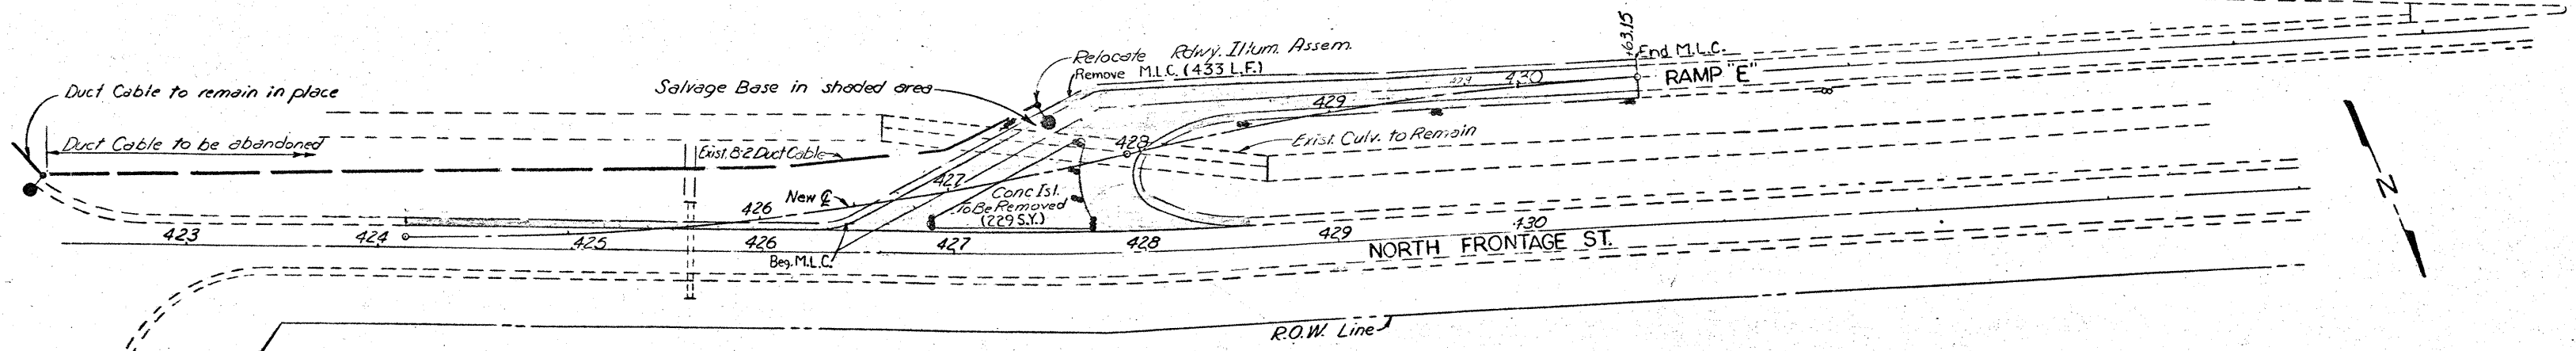 +63.15
Relocate Rdwy. Illum. Assem.
Remove M.L.C. (433 L.F.)
End M.L.C.
RAMP "E"
429 430
429
Duct Cable to remain in place
Salvage Base in shaded area
Duct Cable to be abandoned
Exist. B-2 Duct Cable
428
Exist. Culv. to Remain
427
New ℄
426
Conc Isl.
To Be Removed
(229 S.Y.)
423 424 425 426 427 428 429 430
Beg. M.L.C.
NORTH FRONTAGE ST.
N
R.O.W. Line